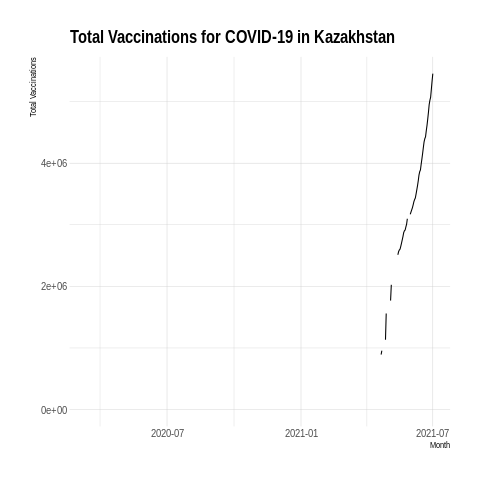 Total Vaccinations for COVID-19 in Kazakhstan
Total Vaccinations
4e+06
2e+06
0e+00
2020-07
2021-01
2021-07
Month